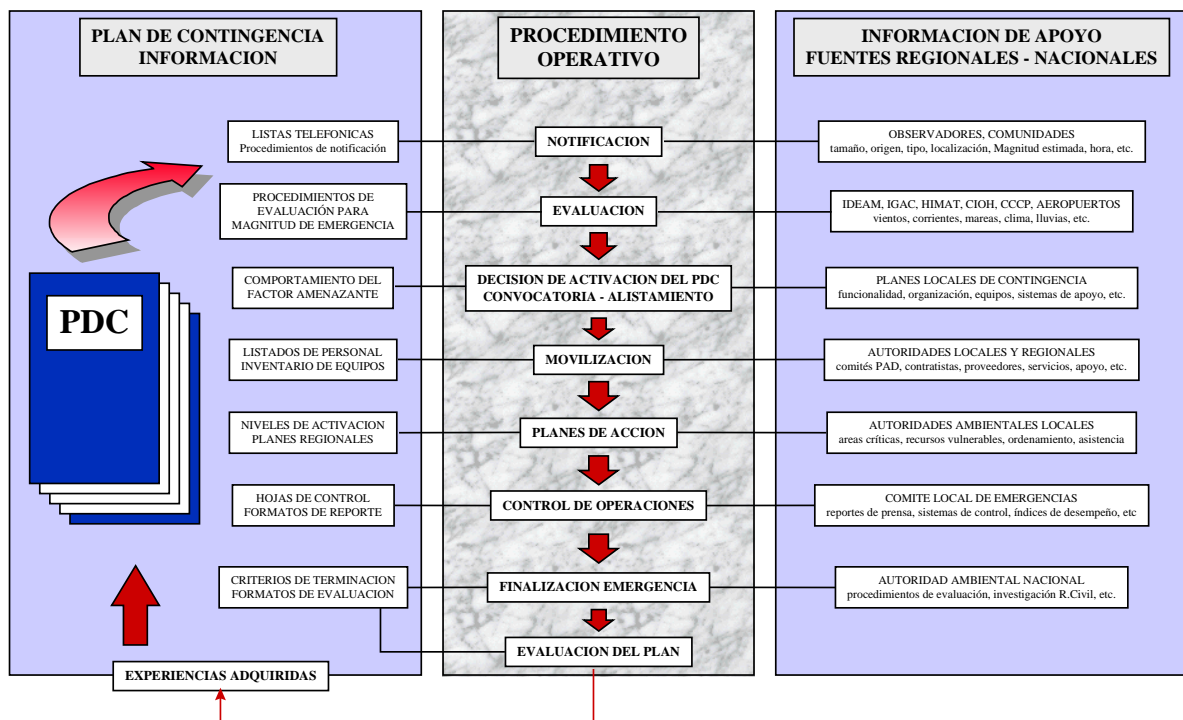 PLAN DE CONTINGENCIA
INFORMACION
PROCEDIMIENTO
OPERATIVO
INFORMACION DE APOYO
FUENTES REGIONALES - NACIONALES
LISTAS TELEFONICAS
Procedimientos de notificación
NOTIFICACION
OBSERVADORES, COMUNIDADES
tamaño, origen, tipo, localización, Magnitud estimada, hora, etc.
PROCEDIMIENTOS DE
EVALUACIÓN PARA
MAGNITUD DE EMERGENCIA
EVALUACION
IDEAM, IGAC, HIMAT, CIOH, CCCP, AEROPUERTOS
vientos, corrientes, mareas, clima, lluvias, etc.
COMPORTAMIENTO DEL
FACTOR AMENAZANTE
DECISION DE ACTIVACION DEL PDC
CONVOCATORIA - ALISTAMIENTO
PLANES LOCALES DE CONTINGENCIA
funcionalidad, organización, equipos, sistemas de apoyo, etc.
PDC
LISTADOS DE PERSONAL
INVENTARIO DE EQUIPOS
MOVILIZACION
AUTORIDADES LOCALES Y REGIONALES
comités PAD, contratistas, proveedores, servicios, apoyo, etc.
NIVELES DE ACTIVACION
PLANES REGIONALES
PLANES DE ACCION
AUTORIDADES AMBIENTALES LOCALES
areas críticas, recursos vulnerables, ordenamiento, asistencia
HOJAS DE CONTROL
FORMATOS DE REPORTE
CONTROL DE OPERACIONES
COMITE LOCAL DE EMERGENCIAS
reportes de prensa, sistemas de control, índices de desempeño, etc
CRITERIOS DE TERMINACION
FORMATOS DE EVALUACION
FINALIZACION EMERGENCIA
AUTORIDAD AMBIENTAL NACIONAL
procedimientos de evaluación, investigación R.Civil, etc.
EVALUACION DEL PLAN
EXPERIENCIAS ADQUIRIDAS